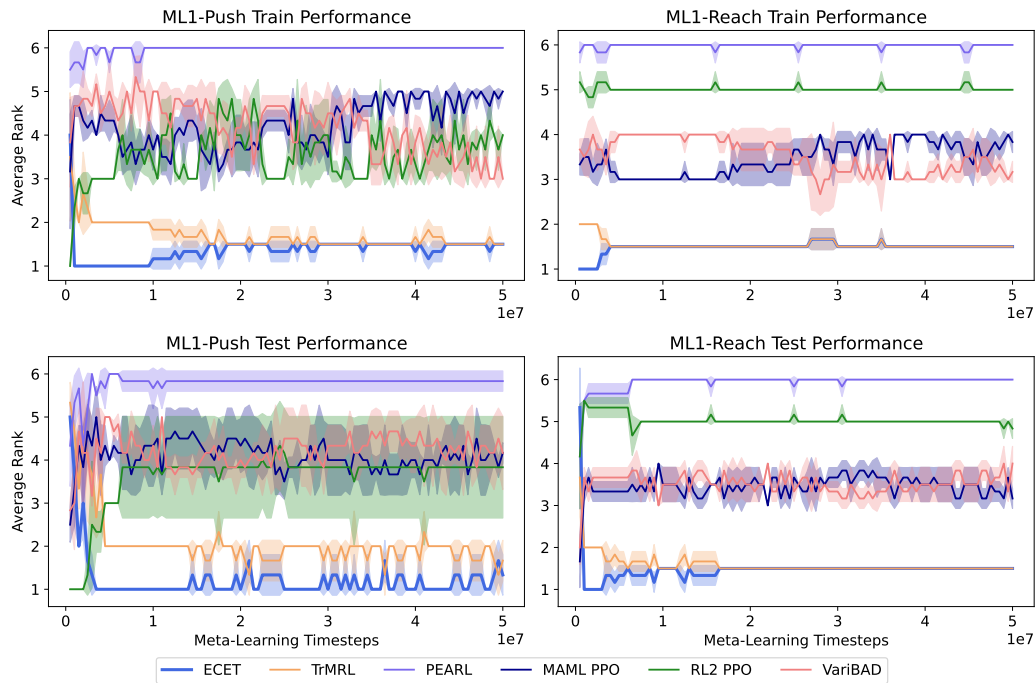 ML1-Push Train Performance
6
5
4
3
2
1
Average Rank
0 1 2 3 4 5
1e7
ML1-Reach Train Performance
6
5
4
3
2
1
0 1 2 3 4 5
1e7
ML1-Push Test Performance
6
5
4
3
2
1
Average Rank
0 1 2 3 4 5
Meta-Learning Timesteps 1e7
ML1-Reach Test Performance
6
5
4
3
2
1
0 1 2 3 4 5
Meta-Learning Timesteps 1e7
ECET TrMRL PEARL MAML PPO RL2 PPO VariBAD